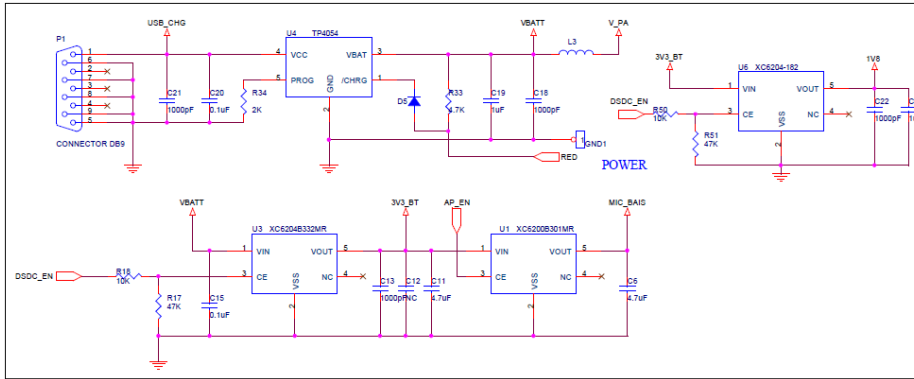 USB_CHG
VBATT
V_PA
P1
U4 TP4054
L3
1
6
2
7
3
8
4
9
5
4 VCC VBAT 3
5 PROG /CHRG 1
GND
2
C21
1000pF
C20
0.1uF
R34
2K
D5
R33
4.7K
C19
1uF
C18
1000pF
CONNECTOR DB9
1 GND1
RED
POWER
3V3_BT
U6 XC6204-182
1V8
1 VIN VOUT 5
DSDC_EN
R50
10K
3 CE NC 4
VSS
2
R51
47K
C22
1000pF
VBATT
3V3_BT
AP_EN
MIC_BAIS
U3 XC6204B332MR
U1 XC6200B301MR
1 VIN VOUT 5
1 VIN VOUT 5
DSDC_EN
R18
10K
3 CE NC 4
3 CE NC 4
VSS
2
VSS
2
R17
47K
C15
0.1uF
C13
1000pF
C12
NC
C11
4.7uF
C6
4.7uF